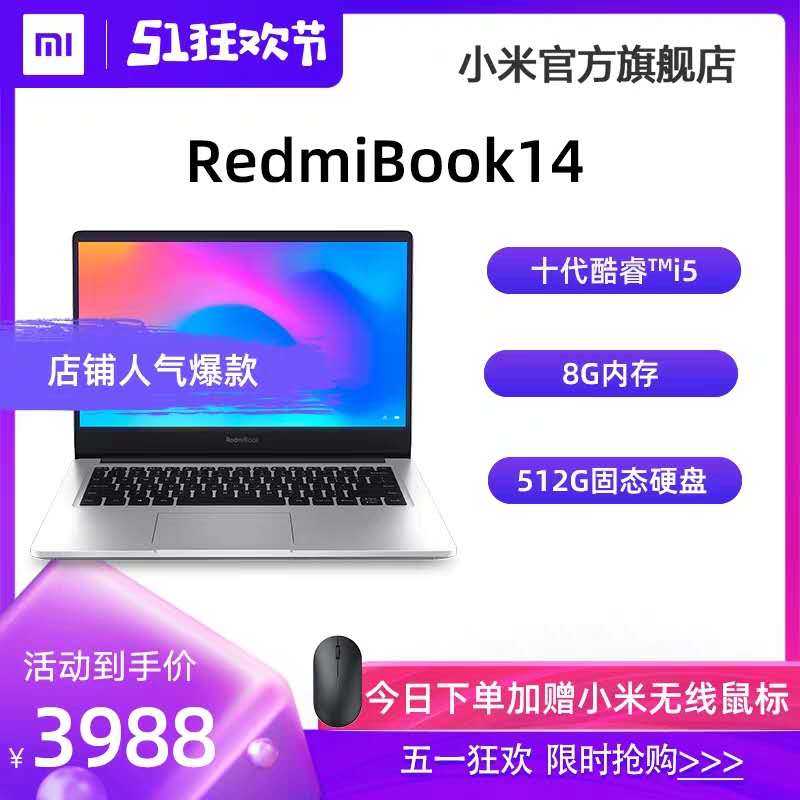 mi
51狂欢节
小米官方旗舰店
RedmiBook14
十代酷睿™i5
店铺人气爆款
8G内存
RedmiBook
512G固态硬盘
活动到手价
¥3988
今日下单加赠小米无线鼠标
五一狂欢 限时抢购>>>